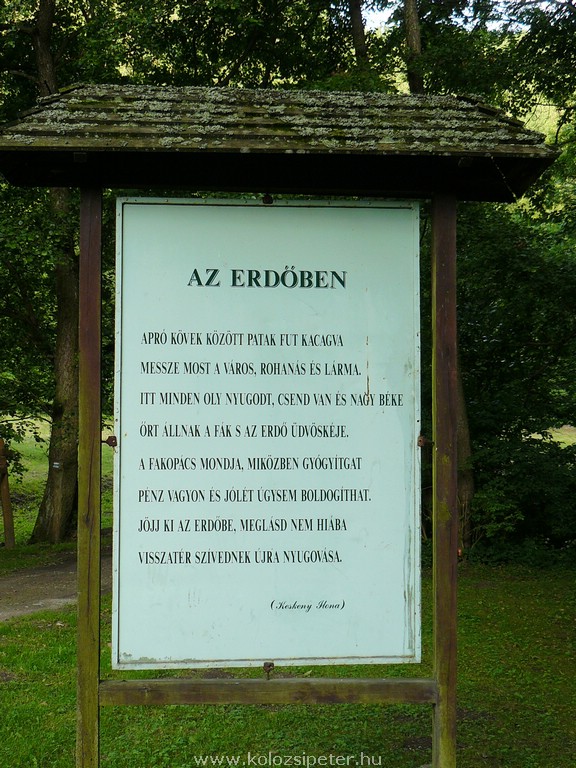 AZ ERDŐBEN
APRÓ KÖVEK KÖZÖTT PATAK FUT KACAGVA
MESSZE MOST A VÁROS, ROHANÁS ÉS LÁRMA.
ITT MINDEN OLY NYUGODT, CSEND VAN ÉS NAGY BÉKE
ŐRT ÁLLNAK A FÁK S AZ ERDŐ ÜDVÖSKÉJE.
A FAKOPÁCS MONDJA, MIKÖZBEN GYÓGYÍTGAT
PÉNZ VAGYON ÉS JÓLÉT ÚGYSEM BOLDOGÍTHAT.
JÖJJ KI AZ ERDŐBE, MEGLÁSD NEM HIÁBA
VISSZATÉR SZÍVEDNEK ÚJRA NYUGOVÁSA.
(Keskeny Ilona)
www.kolozsipeter.hu